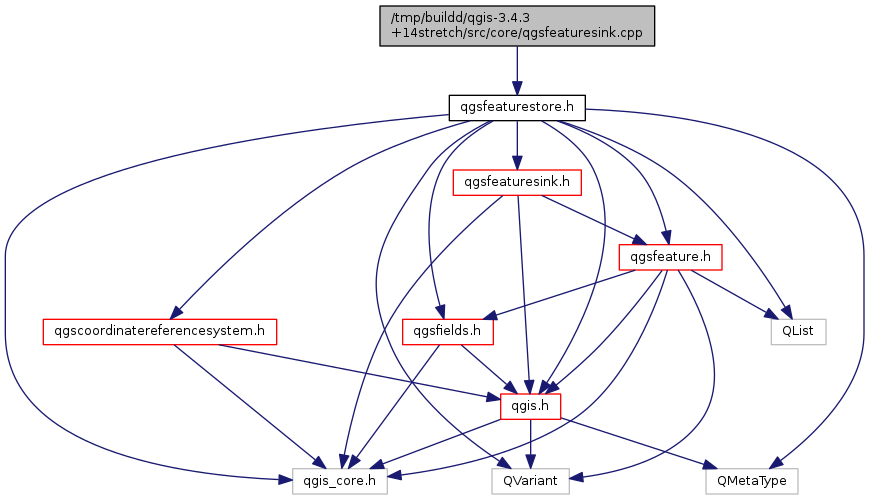 /tmp/buildd/qgis-3.4.3
+14stretch/src/core/qgsfeaturesink.cpp
qgsfeaturestore.h
qgsfeaturesink.h
qgsfeature.h
qgscoordinatereferencesystem.h
qgsfields.h
QList
qgis.h
qgis_core.h
QVariant
QMetaType